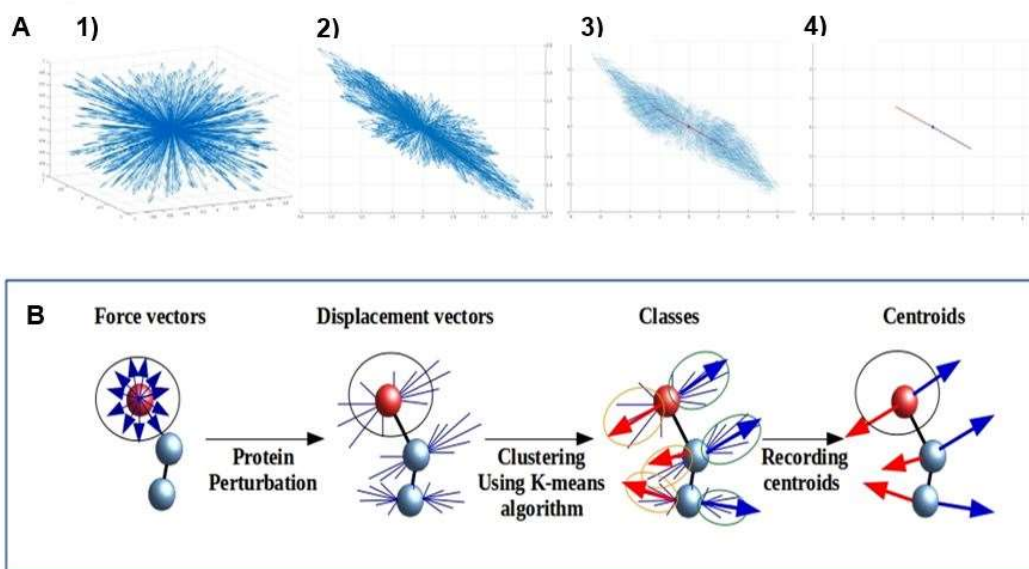 A 1) 2) 3) 4)
B Force vectors Displacement vectors Classes Centroids
Protein
Perturbation
Clustering
Using K-means
algorithm
Recording
centroids